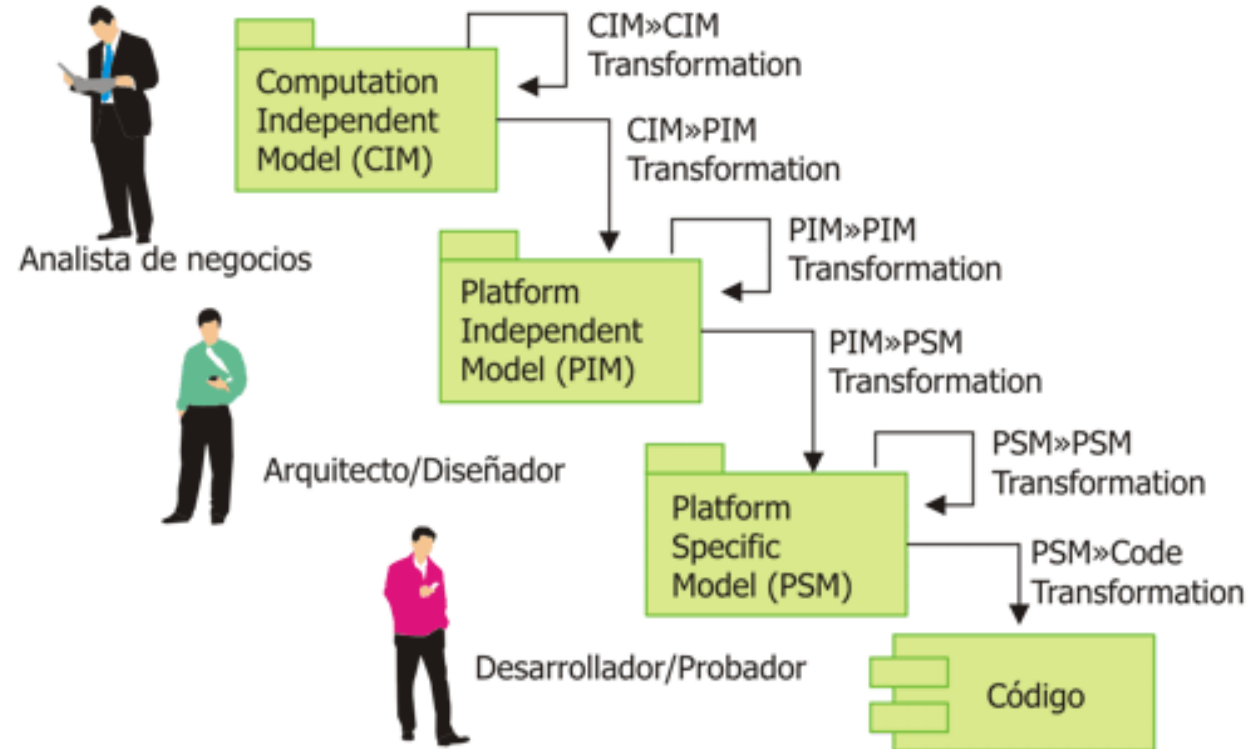 CIM»CIM
Transformation
Computation
Independent
Model (CIM)
CIM»PIM
Transformation
Analista de negocios
PIM»PIM
Transformation
Platform
Independent
Model (PIM)
PIM»PSM
Transformation
Arquitecto/Diseñador
PSM»PSM
Transformation
Platform
Specific
Model (PSM)
PSM»Code
Transformation
Desarrollador/Probador
Código